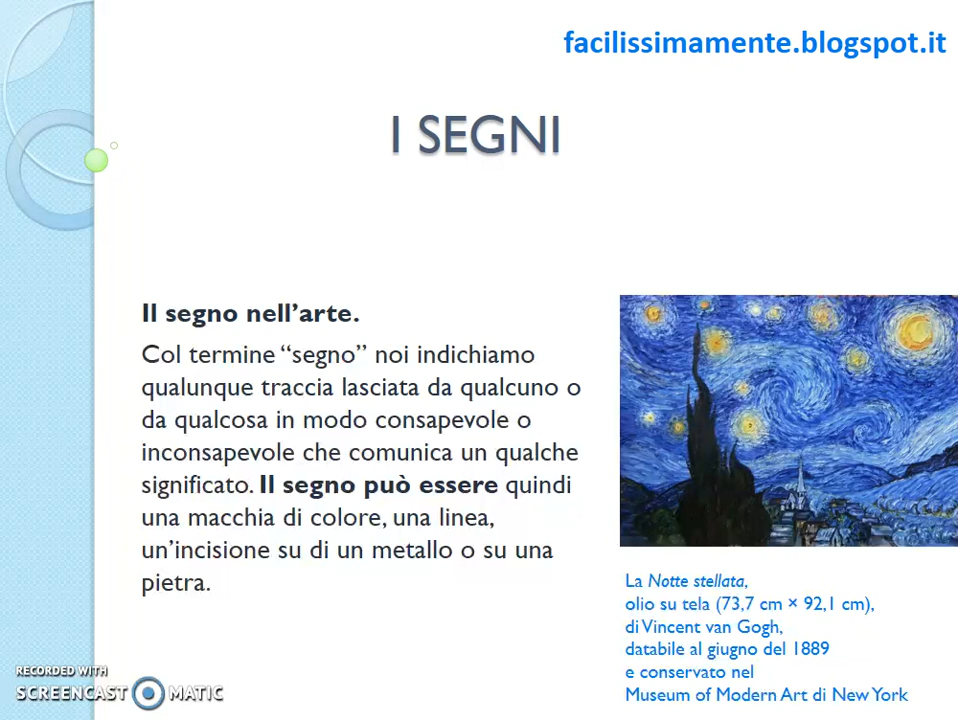 facilissimamente.blogspot.it
I SEGNI
Il segno nell’arte.
Col termine “segno” noi indichiamo
qualunque traccia lasciata da qualcuno o
da qualcosa in modo consapevole o
inconsapevole che comunica un qualche
significato. Il segno può essere quindi
una macchia di colore, una linea,
un’incisione su di un metallo o su una
pietra.
La Notte stellata,
olio su tela (73,7 cm × 92,1 cm),
di Vincent van Gogh,
databile al giugno del 1889
e conservato nel
Museum of Modern Art di New York
RECORDED WITH
SCREENCAST MATIC